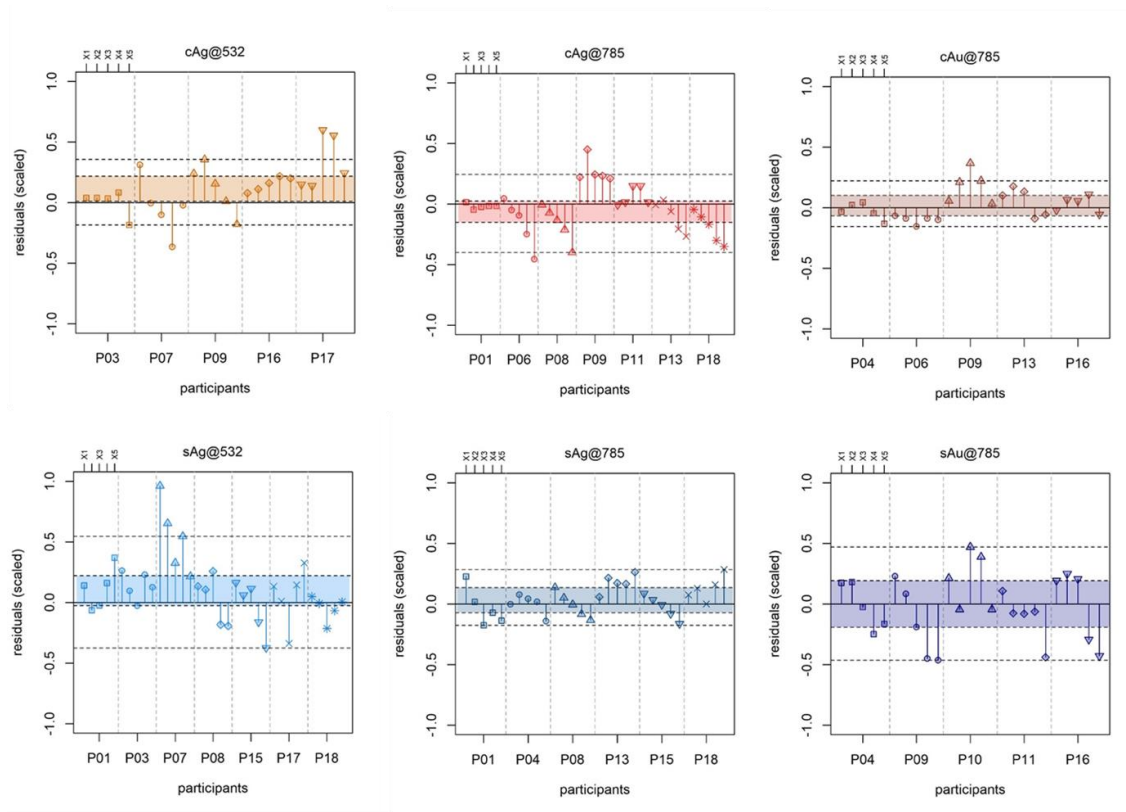 X1 X2 X3 X4 X5
cAg@532
residuals (scaled)
1.0
0.5
0.0
-0.5
-1.0
P03 P07 P09 P16 P17
participants
X1 X3 X5
cAg@785
residuals (scaled)
1.0
0.5
0.0
-0.5
-1.0
P01 P06 P08 P09 P11 P13 P18
participants
X1 X2 X3 X4 X5
cAu@785
residuals (scaled)
1.0
0.5
0.0
-0.5
-1.0
P04 P06 P09 P13 P16
participants
X1 X3 X5
sAg@532
residuals (scaled)
1.0
0.5
0.0
-0.5
-1.0
P01 P03 P07 P08 P15 P17 P18
participants
X1 X2 X3 X4 X5
sAg@785
residuals (scaled)
1.0
0.5
0.0
-0.5
-1.0
P01 P04 P08 P13 P15 P18
participants
X1 X2 X3 X4 X5
sAu@785
residuals (scaled)
1.0
0.5
0.0
-0.5
-1.0
P04 P09 P10 P11 P16
participants